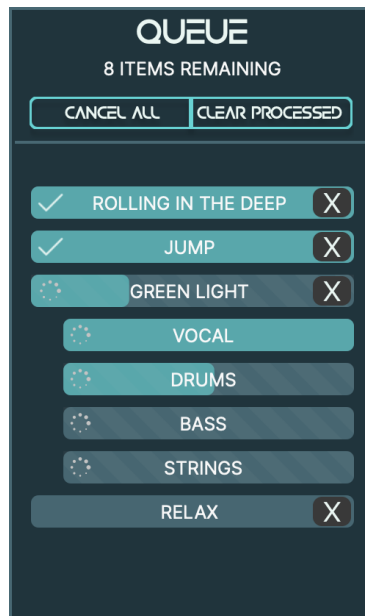 QUEUE
8 ITEMS REMAINING
CANCEL ALL CLEAR PROCESSED
ROLLING IN THE DEEP X
JUMP X
GREEN LIGHT X
VOCAL
DRUMS
BASS
STRINGS
RELAX X